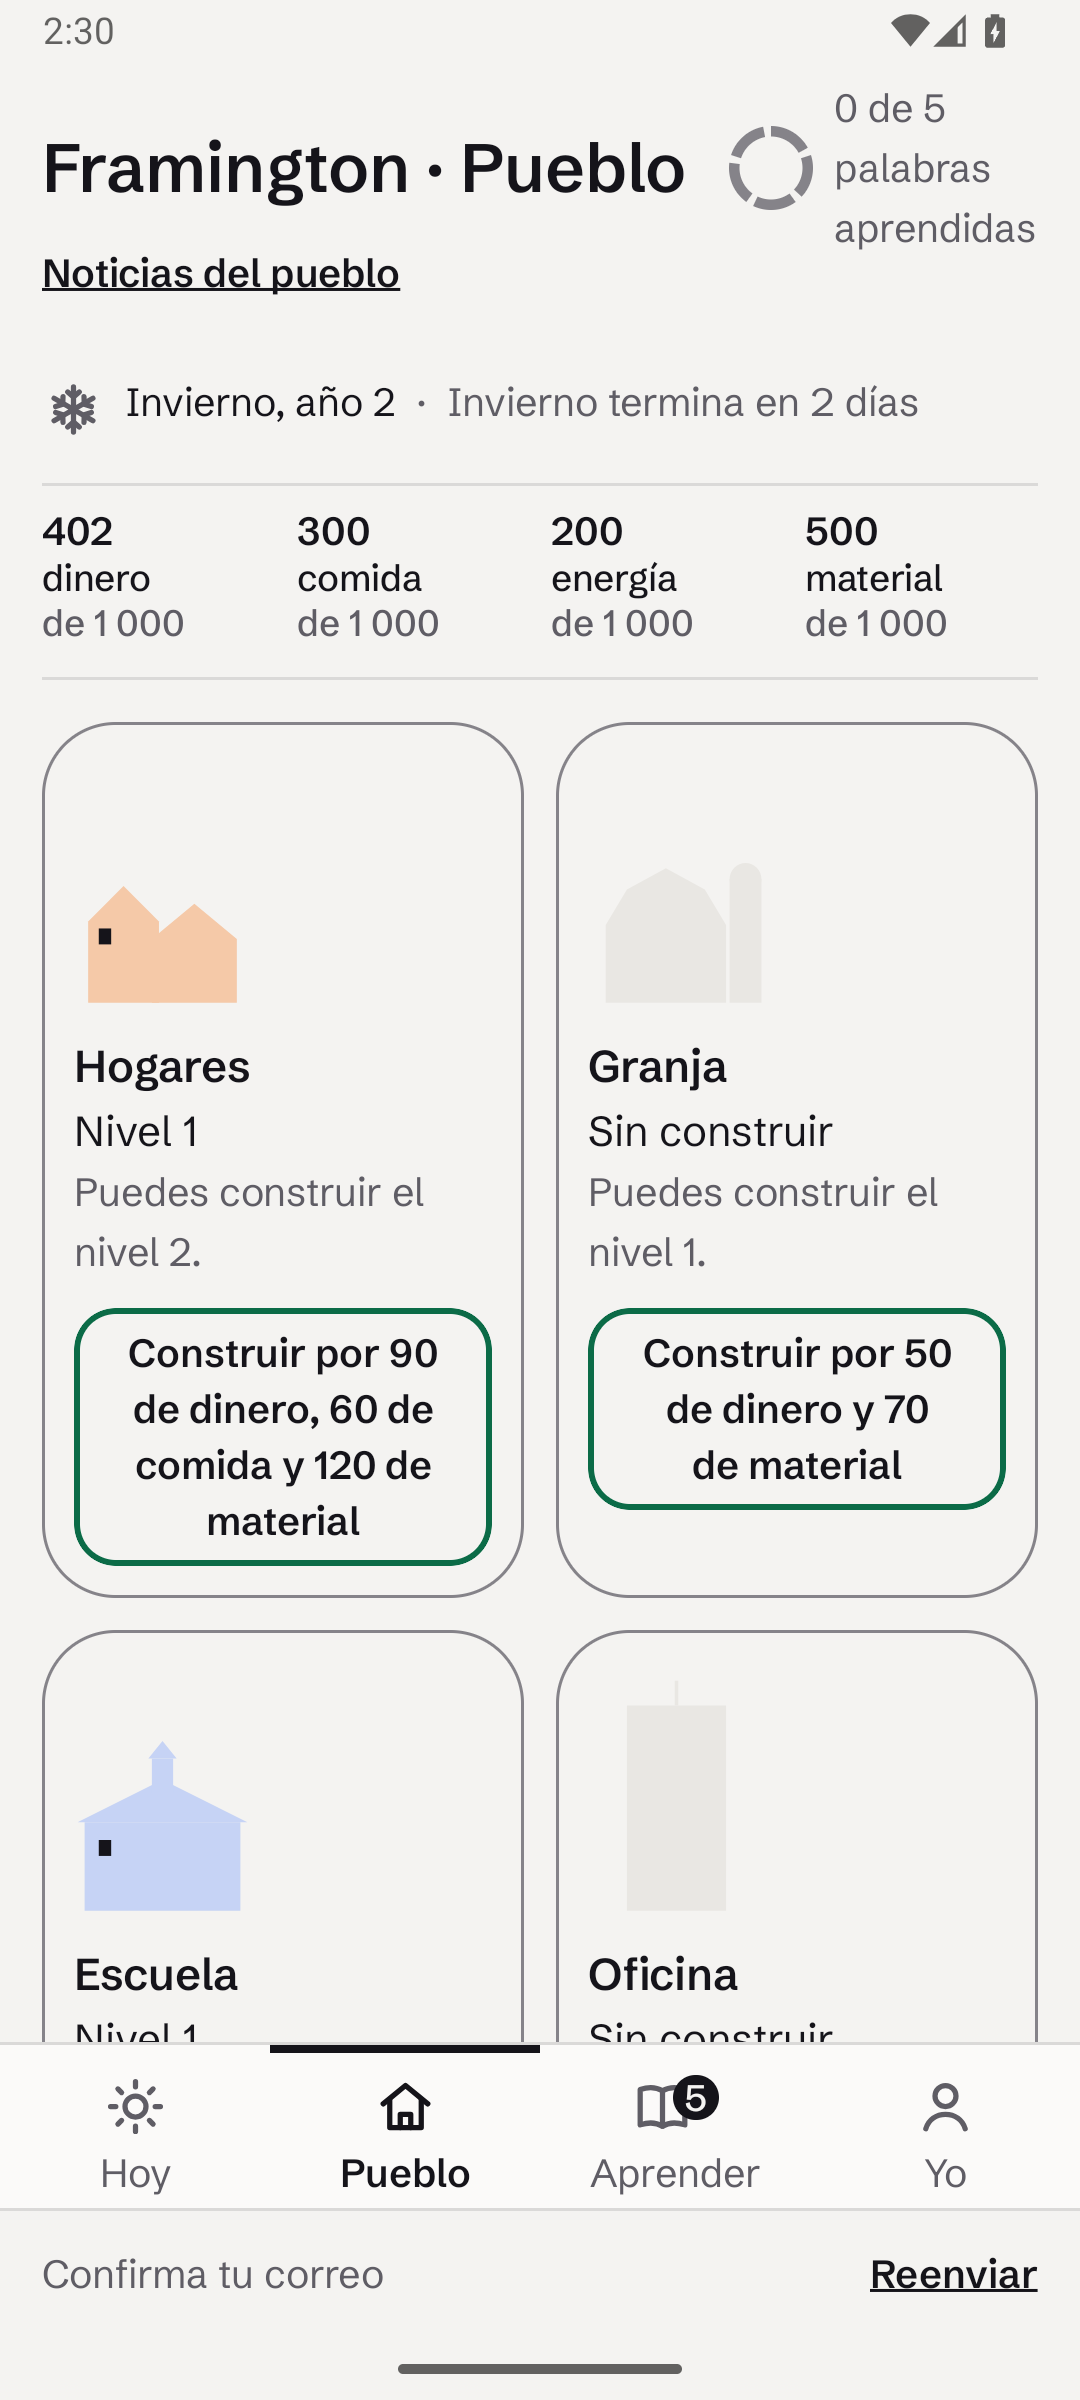 2:30
Framington · Pueblo
0 de 5
palabras
aprendidas
Noticias del pueblo
Invierno, año 2 · Invierno termina en 2 días
402 300 200 500
dinero comida energía material
de 1 000 de 1 000 de 1 000 de 1 000
Hogares
Nivel 1
Puedes construir el
nivel 2.
Construir por 90
de dinero, 60 de
comida y 120 de
material
Granja
Sin construir
Puedes construir el
nivel 1.
Construir por 50
de dinero y 70
de material
Escuela
Nivel 1
Oficina
Sin construir
Hoy
Pueblo
5
Aprender
Yo
Confirma tu correo
Reenviar